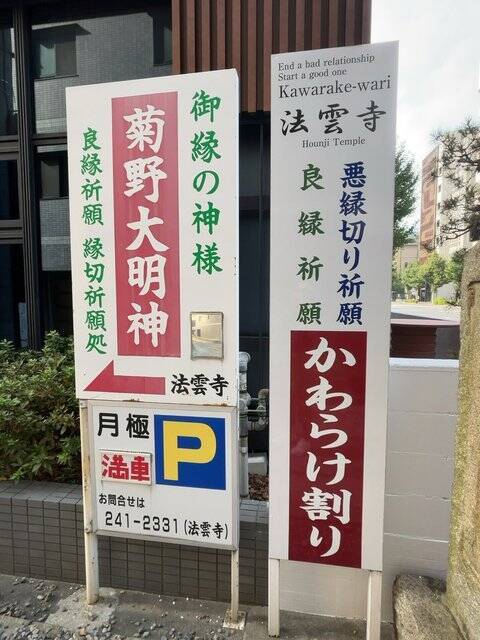 御縁の神様
菊野大明神
良縁祈願 縁切祈願処
法雲寺
月極
P
満車
お問合せは
241-2331(法雲寺)
End a bad relationship
Start a good one
Kawarake-wari
法雲寺
Hounji Temple
悪縁切り祈願
良縁祈願
かわらけ割り